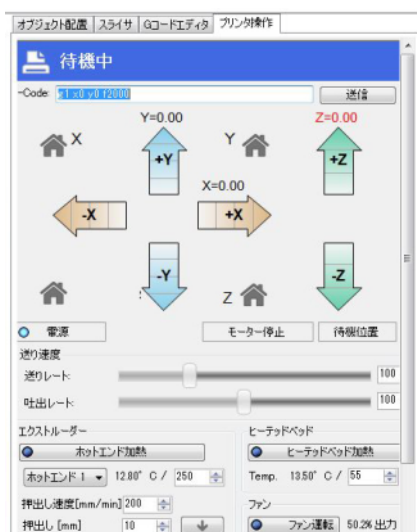 オブジェクト配置 スライサ Gコードエディタ プリンタ操作
待機中
-Code: 送信
Y=0.00 Z=0.00
X Y
+Y +Z
X=0.00
-X +X
-Y -Z
Z
電源 モーター停止 待機位置
送り速度
送りレート: 100
吐出レート: 100
エクストルーダー ヒーテッドベッド
ホットエンド加熱 ヒーテッドベッド加熱
ホットエンド 1 12.80° C / 250 Temp. 13.50° C / 55
押出し速度[mm/min] 200 ファン
押出し [mm] 10 ファン運転 50.2% 出力